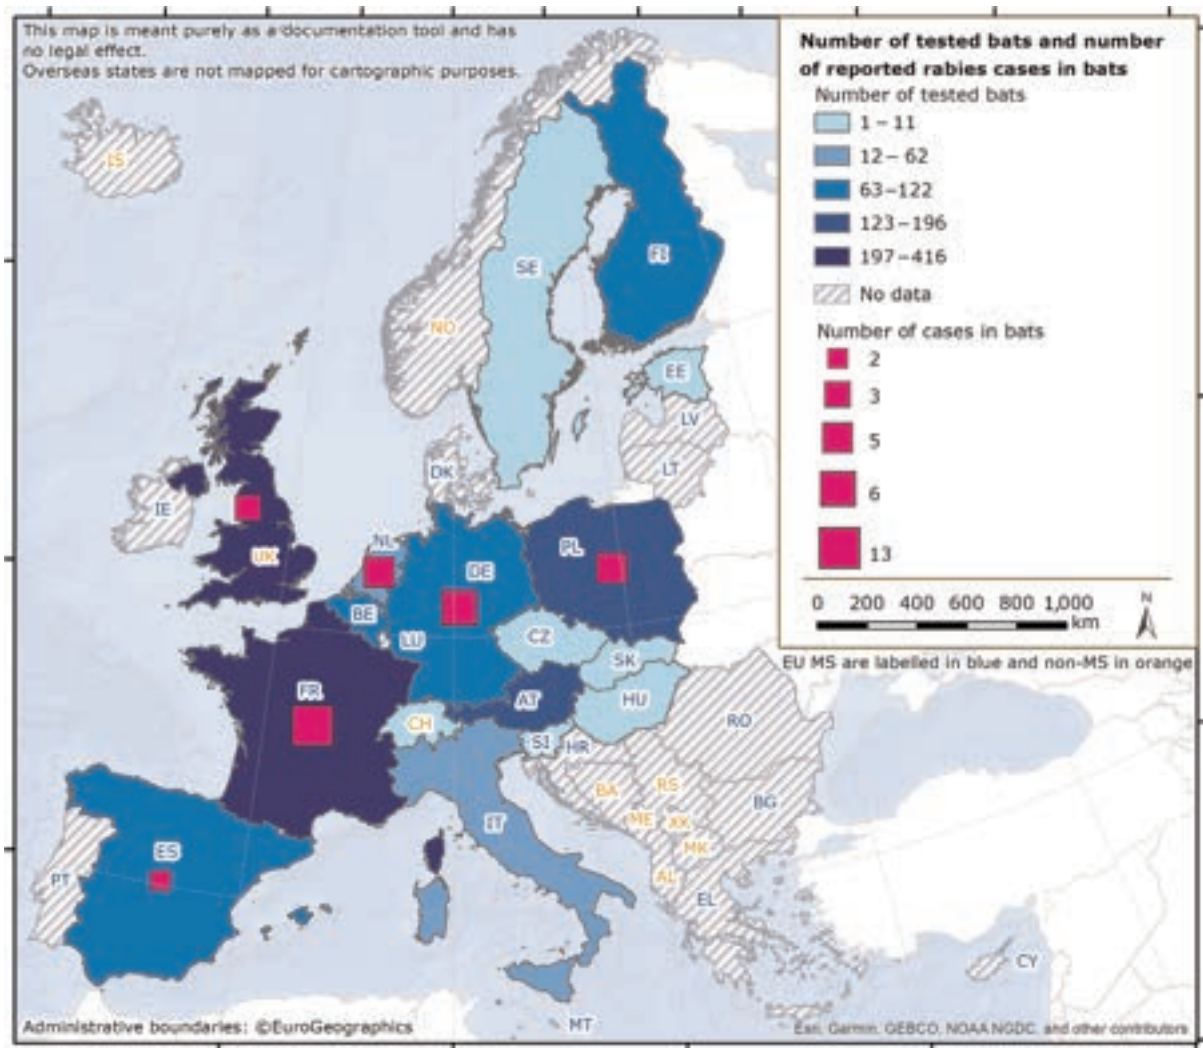 This map is meant purely as a documentation tool and has
no legal effect.
Overseas states are not mapped for cartographic purposes.
Number of tested bats and number
of reported rabies cases in bats
Number of tested bats
1 – 11
12 – 62
63 – 122
123 – 196
197 – 416
No data
Number of cases in bats
2
3
5
6
13
0 200 400 600 800 1,000
km
N
EU MS are labelled in blue and non-MS in orange
IS
FI
SE
NO
EE
LV
LT
DK
IE
NL
PL
UK
DE
BE
LU
CZ
SK
FR
AT
HU
CH
SI
HR
RO
BA
RS
BG
ME
XK
IT
MK
ES
AL
PT
EL
CY
MT
Administrative boundaries: ©EuroGeographics
Esri, Garmin, GEBCO, NOAA NGDC, and other contributors